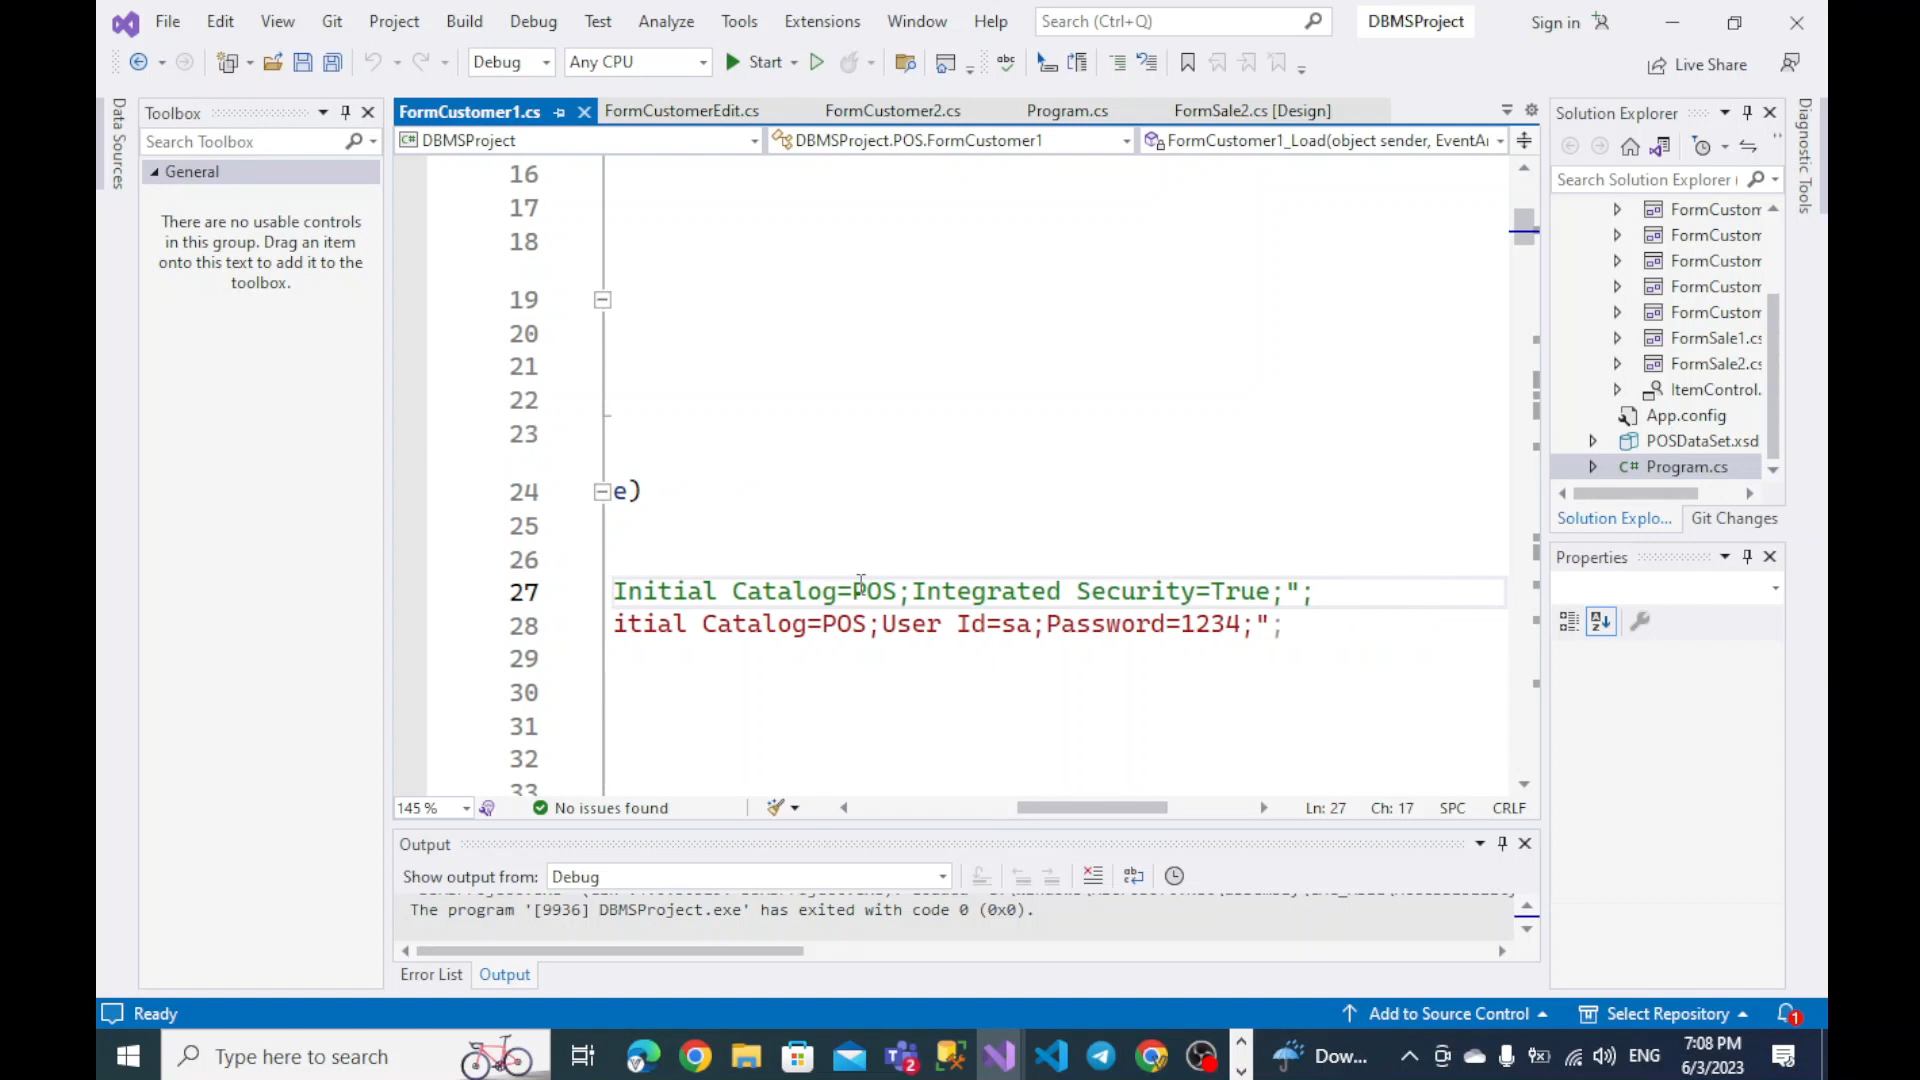 File Edit View Git Project Build Debug Test Analyze Tools Extensions Window Help Search (Ctrl+Q) DBMSProject Sign in
Debug Any CPU Start Live Share
Data Sources
Toolbox
Search Toolbox
General
There are no usable controls
in this group. Drag an item
onto this text to add it to the
toolbox.
FormCustomer1.cs FormCustomerEdit.cs FormCustomer2.cs Program.cs FormSale2.cs [Design]
DBMSProject DBMSProject.POS.FormCustomer1 FormCustomer1_Load(object sender, EventAr
16
17
18
19
20
21
22
23
24 e)
25
26
27 Initial Catalog=POS;Integrated Security=True;";
28 itial Catalog=POS;User Id=sa;Password=1234;";
29
30
31
32
33
145 % No issues found Ln: 27 Ch: 17 SPC CRLF
Output
Show output from: Debug
The program '[9936] DBMSProject.exe' has exited with code 0 (0x0).
Error List Output
Solution Explorer
Search Solution Explorer (
FormCustom
FormCustom
FormCustom
FormCustom
FormCustom
FormSale1.cs
FormSale2.cs
ItemControl.
App.config
POSDataSet.xsd
C# Program.cs
Solution Explo... Git Changes
Properties
Diagnostic Tools
Ready Add to Source Control Select Repository 1
Type here to search 2 Dow... ENG 7:08 PM
6/3/2023